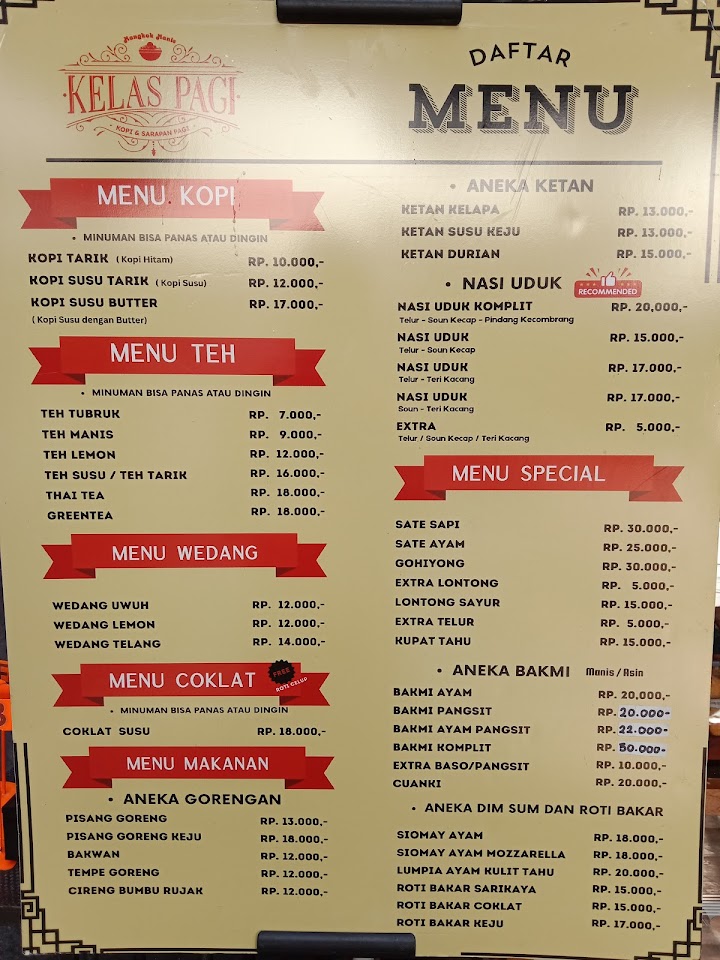 Mangkok Manis
KELAS PAGI
KOPI & SARAPAN PAGI
DAFTAR
MENU
MENU KOPI
• MINUMAN BISA PANAS ATAU DINGIN
KOPI TARIK ( Kopi Hitam) RP. 10.000,-
KOPI SUSU TARIK ( Kopi Susu) RP. 12.000,-
KOPI SUSU BUTTER RP. 17.000,-
( Kopi Susu dengan Butter)
MENU TEH
• MINUMAN BISA PANAS ATAU DINGIN
TEH TUBRUK RP. 7.000,-
TEH MANIS RP. 9.000,-
TEH LEMON RP. 12.000,-
TEH SUSU / TEH TARIK RP. 16.000,-
THAI TEA RP. 18.000,-
GREENTEA RP. 18.000,-
MENU WEDANG
WEDANG UWUH RP. 12.000,-
WEDANG LEMON RP. 12.000,-
WEDANG TELANG RP. 14.000,-
MENU COKLAT
FREE
ROTI CELUP
• MINUMAN BISA PANAS ATAU DINGIN
COKLAT SUSU RP. 18.000,-
MENU MAKANAN
• ANEKA GORENGAN
PISANG GORENG RP. 13.000,-
PISANG GORENG KEJU RP. 18.000,-
BAKWAN RP. 12.000,-
TEMPE GORENG RP. 12.000,-
CIRENG BUMBU RUJAK RP. 12.000,-
• ANEKA KETAN
KETAN KELAPA RP. 13.000,-
KETAN SUSU KEJU RP. 13.000,-
KETAN DURIAN RP. 15.000,-
• NASI UDUK
RECOMMENDED
NASI UDUK KOMPLIT RP. 20,000,-
Telur - Soun Kecap - Pindang Kecombrang
NASI UDUK RP. 15.000,-
Telur - Soun Kecap
NASI UDUK RP. 17.000,-
Telur - Teri Kacang
NASI UDUK RP. 17.000,-
Soun - Teri Kacang
EXTRA RP. 5.000,-
Telur / Soun Kecap / Teri Kacang
MENU SPECIAL
SATE SAPI RP. 30.000,-
SATE AYAM RP. 25.000,-
GOHIYONG RP. 30.000,-
EXTRA LONTONG RP. 5.000,-
LONTONG SAYUR RP. 15.000,-
EXTRA TELUR RP. 5.000,-
KUPAT TAHU RP. 15.000,-
• ANEKA BAKMI Manis / Asin
BAKMI AYAM RP. 20,000,-
BAKMI PANGSIT RP. 20.000-
BAKMI AYAM PANGSIT RP. 22.000-
BAKMI KOMPLIT RP. 50.000-
EXTRA BASO/PANGSIT RP. 10.000,-
CUANKI RP. 20.000,-
• ANEKA DIM SUM DAN ROTI BAKAR
SIOMAY AYAM RP. 18.000,-
SIOMAY AYAM MOZZARELLA RP. 18.000,-
LUMPIA AYAM KULIT TAHU RP. 20.000,-
ROTI BAKAR SARIKAYA RP. 15.000,-
ROTI BAKAR COKLAT RP. 15.000,-
ROTI BAKAR KEJU RP. 17.000,-